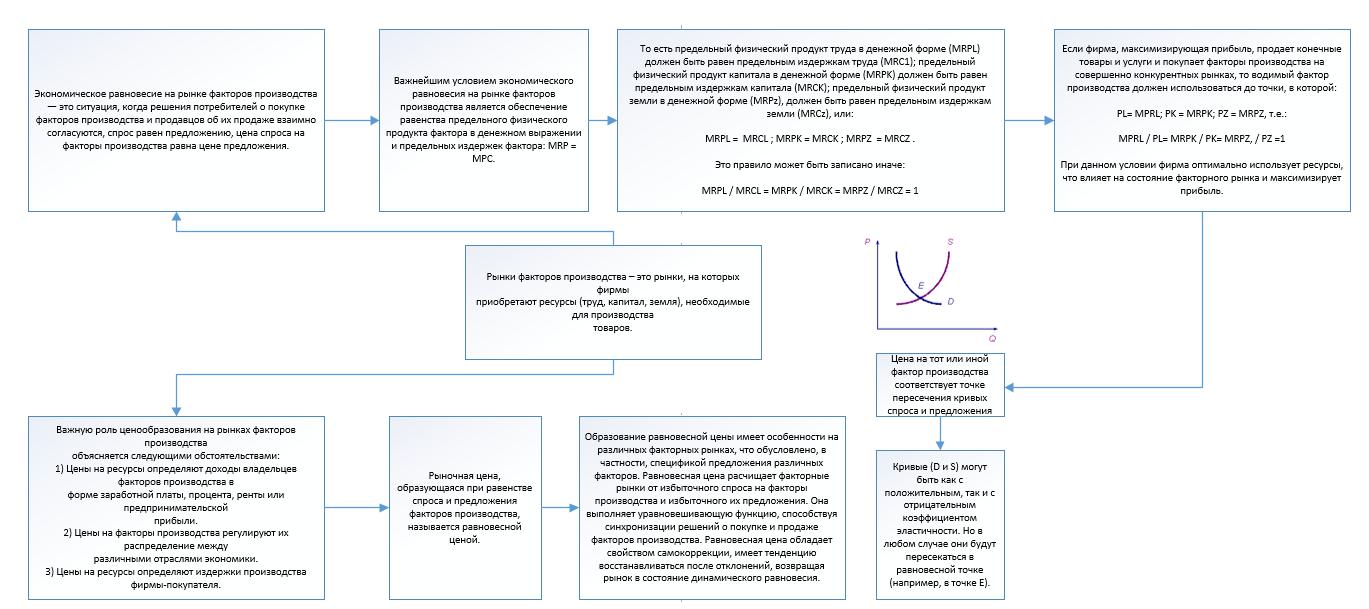 Экономическое равновесие на рынке факторов производства
— это ситуация, когда решения потребителей о покупке
факторов производства и продавцов об их продаже взаимно
согласуются, спрос равен предложению, цена спроса на
факторы производства равна цене предложения.
Важнейшим условием экономического
равновесия на рынке факторов
производства является обеспечение
равенства предельного физического
продукта фактора в денежном выражении
и предельных издержек фактора: MRP =
MPC.
То есть предельный физический продукт труда в денежной форме (MRPL)
должен быть равен предельным издержкам труда (MRC1); предельный
физический продукт капитала в денежной форме (MRPK) должен быть равен
предельным издержкам капитала (MRCK); предельный физический продукт
земли в денежной форме (MRPz), должен быть равен предельным издержкам
земли (MRCz), или:
MRPL = MRCL ; MRPK = MRCK ; MRPZ = MRCZ .
Это правило может быть записано иначе:
MRPL / MRCL = MRPK / MRCK = MRPZ / MRCZ = 1
Если фирма, максимизирующая прибыль, продает конечные
товары и услуги и покупает факторы производства на
совершенно конкурентных рынках, то водимый фактор
производства должен использоваться до точки, в которой:
PL= MPRL; PK = MRPK; PZ = MRPZ, т.е.:
MPRL / PL= MRPK / PK= MRPZ, / PZ =1
При данном условии фирма оптимально использует ресурсы,
что влияет на состояние факторного рынка и максимизирует
прибыль.
Рынки факторов производства – это рынки, на которых
фирмы
приобретают ресурсы (труд, капитал, земля), необходимые
для производства
товаров.
P
S
E
D
Q
Цена на тот или иной
фактор производства
соответствует точке
пересечения кривых
спроса и предложения
Важную роль ценообразования на рынках факторов
производства
объясняется следующими обстоятельствами:
1) Цены на ресурсы определяют доходы владельцев
факторов производства в
форме заработной платы, процента, ренты или
предпринимательской
прибыли.
2) Цены на факторы производства регулируют их
распределение между
различными отраслями экономики.
3) Цены на ресурсы определяют издержки производства
фирмы-покупателя.
Рыночная цена,
образующаяся при равенстве
спроса и предложения
факторов производства,
называется равновесной
ценой.
Образование равновесной цены имеет особенности на
различных факторных рынках, что обусловлено, в
частности, спецификой предложения различных
факторов. Равновесная цена расчищает факторные
рынки от избыточного спроса на факторы
производства и избыточного их предложения. Она
выполняет уравновешивающую функцию, способствуя
синхронизации решений о покупке и продаже
факторов производства. Равновесная цена обладает
свойством самокоррекции, имеет тенденцию
восстанавливаться после отклонений, возвращая
рынок в состояние динамического равновесия.
Кривые (D и S) могут
быть как с
положительным, так и с
отрицательным
коэффициентом
эластичности. Но в
любом случае они будут
пересекаться в
равновесной точке
(например, в точке E).